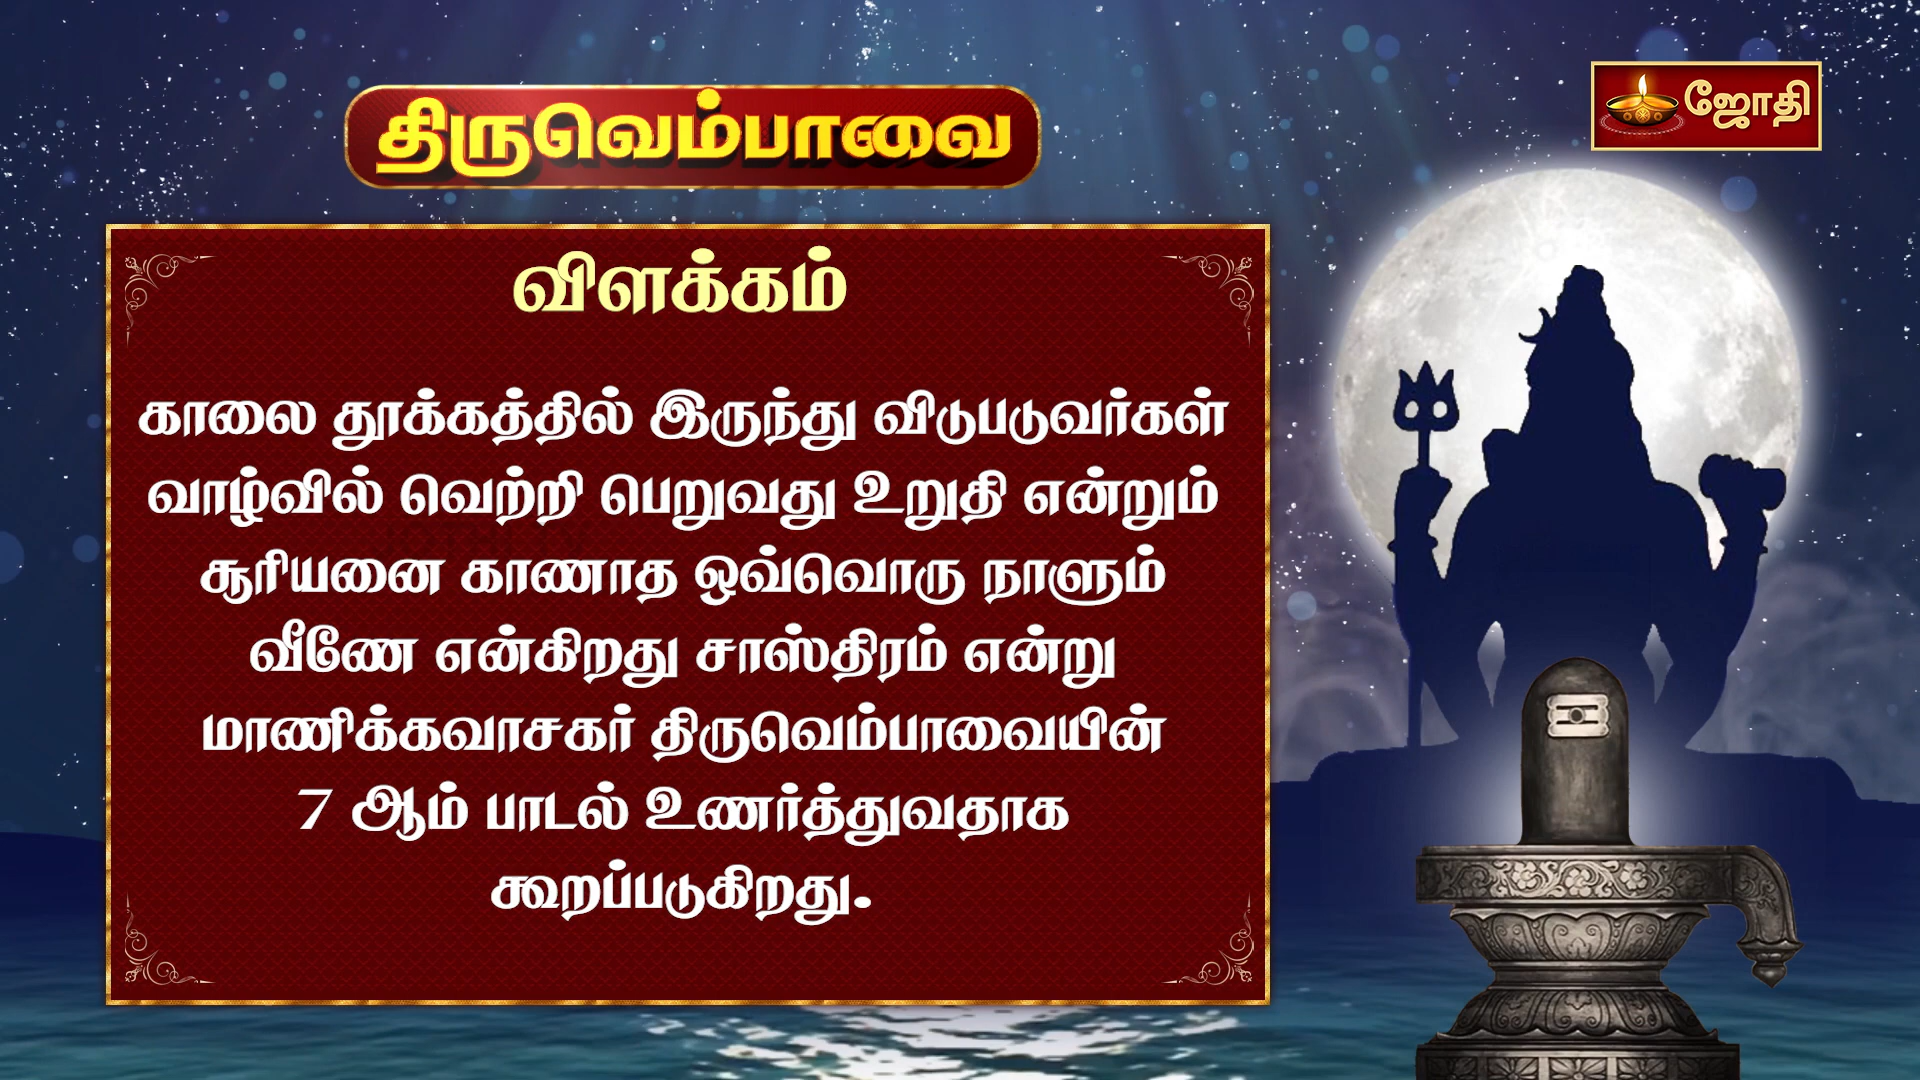 திருவெம்பாவை
ஜோதி
விளக்கம்
காலை தூக்கத்தில் இருந்து விடுபடுவர்கள்
வாழ்வில் வெற்றி பெறுவது உறுதி என்றும்
சூரியனை காணாத ஒவ்வொரு நாளும்
வீணே என்கிறது சாஸ்திரம் என்று
மாணிக்கவாசகர் திருவெம்பாவையின்
7 ஆம் பாடல் உணர்த்துவதாக
கூறப்படுகிறது.